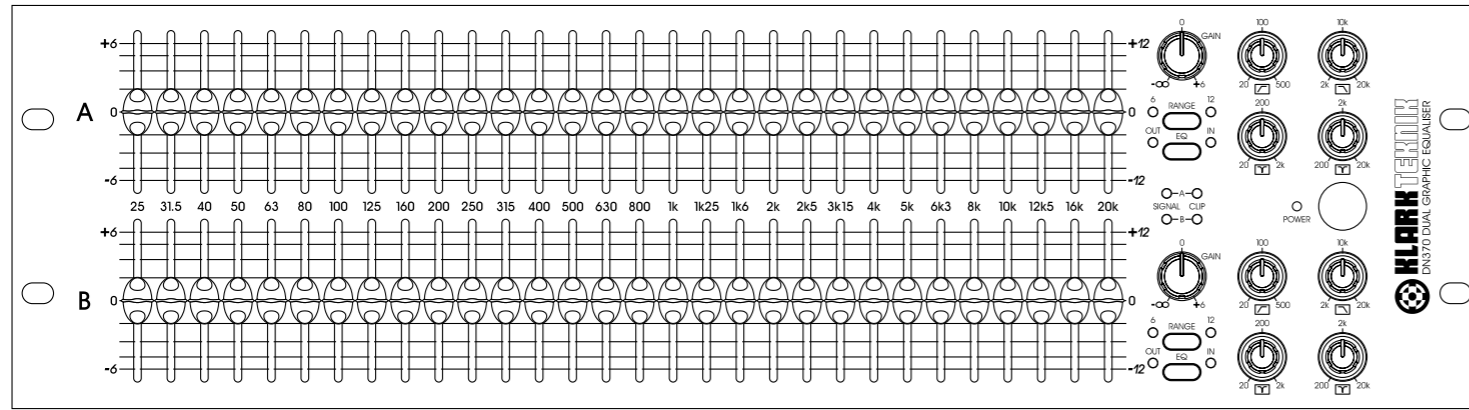 +6 +12
A 0 0
-6 -12
0 GAIN
-∞ +6
100
20 500
10k
2k 20k
6 RANGE 12
OUT EQ IN
200
20 2k
2k
200 20k
25 31.5 40 50 63 80 100 125 160 200 250 315 400 500 630 800 1k 1k25 1k6 2k 2k5 3k15 4k 5k 6k3 8k 10k 12k5 16k 20k
A
SIGNAL CLIP
B
POWER
+6 +12
B 0 0
-6 -12
0 GAIN
-∞ +6
100
20 500
10k
2k 20k
6 RANGE 12
OUT EQ IN
200
20 2k
2k
200 20k
KLARK TEKNIK
DN370 DUAL GRAPHIC EQUALISER